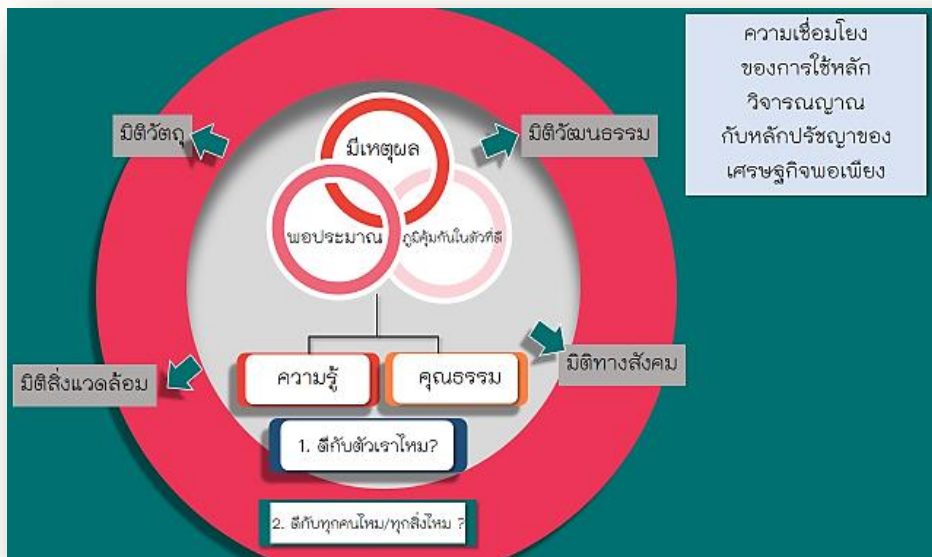 ความเชื่อมโยง
ของการใช้หลัก
วิจารณญาณ
กับหลักปรัชญาของ
เศรษฐกิจพอเพียง
มิติวัตถุ
มิติวัฒนธรรม
มีเหตุผล
พอประมาณ
ภูมิคุ้มกันในตัวที่ดี
มิติสิ่งแวดล้อม
มิติทางสังคม
ความรู้
คุณธรรม
1. ดีกับตัวเราไหม?
2. ดีกับทุกคนไหม/ทุกสิ่งไหม ?